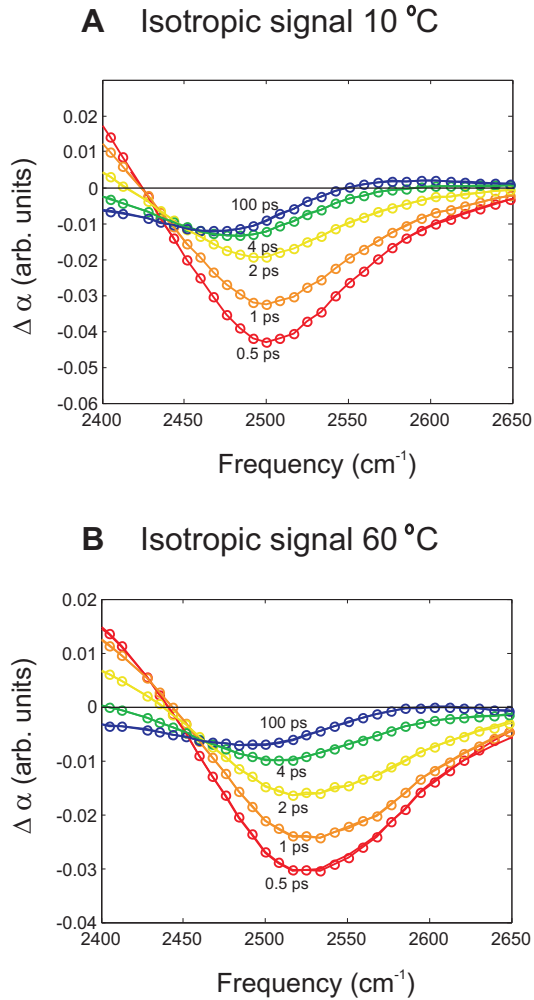 A Isotropic signal 10 °C
0.02
0.01
0
-0.01
-0.02
-0.03
-0.04
-0.05
-0.06
100 ps
4 ps
2 ps
1 ps
0.5 ps
2400 2450 2500 2550 2600 2650
Δ α (arb. units)
Frequency (cm⁻¹)
B Isotropic signal 60 °C
0.02
0.01
0
-0.01
-0.02
-0.03
-0.04
100 ps
4 ps
2 ps
1 ps
0.5 ps
2400 2450 2500 2550 2600 2650
Δ α (arb. units)
Frequency (cm⁻¹)